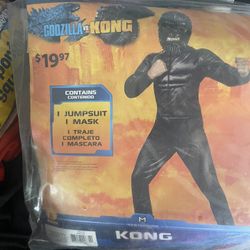 GODZILLA vs. KONG
$19.97
CONTAINS
CONTENIDO
1 JUMPSUIT
1 MASK
1 TRAJE
COMPLETO
1 MÁSCARA
M
KONG